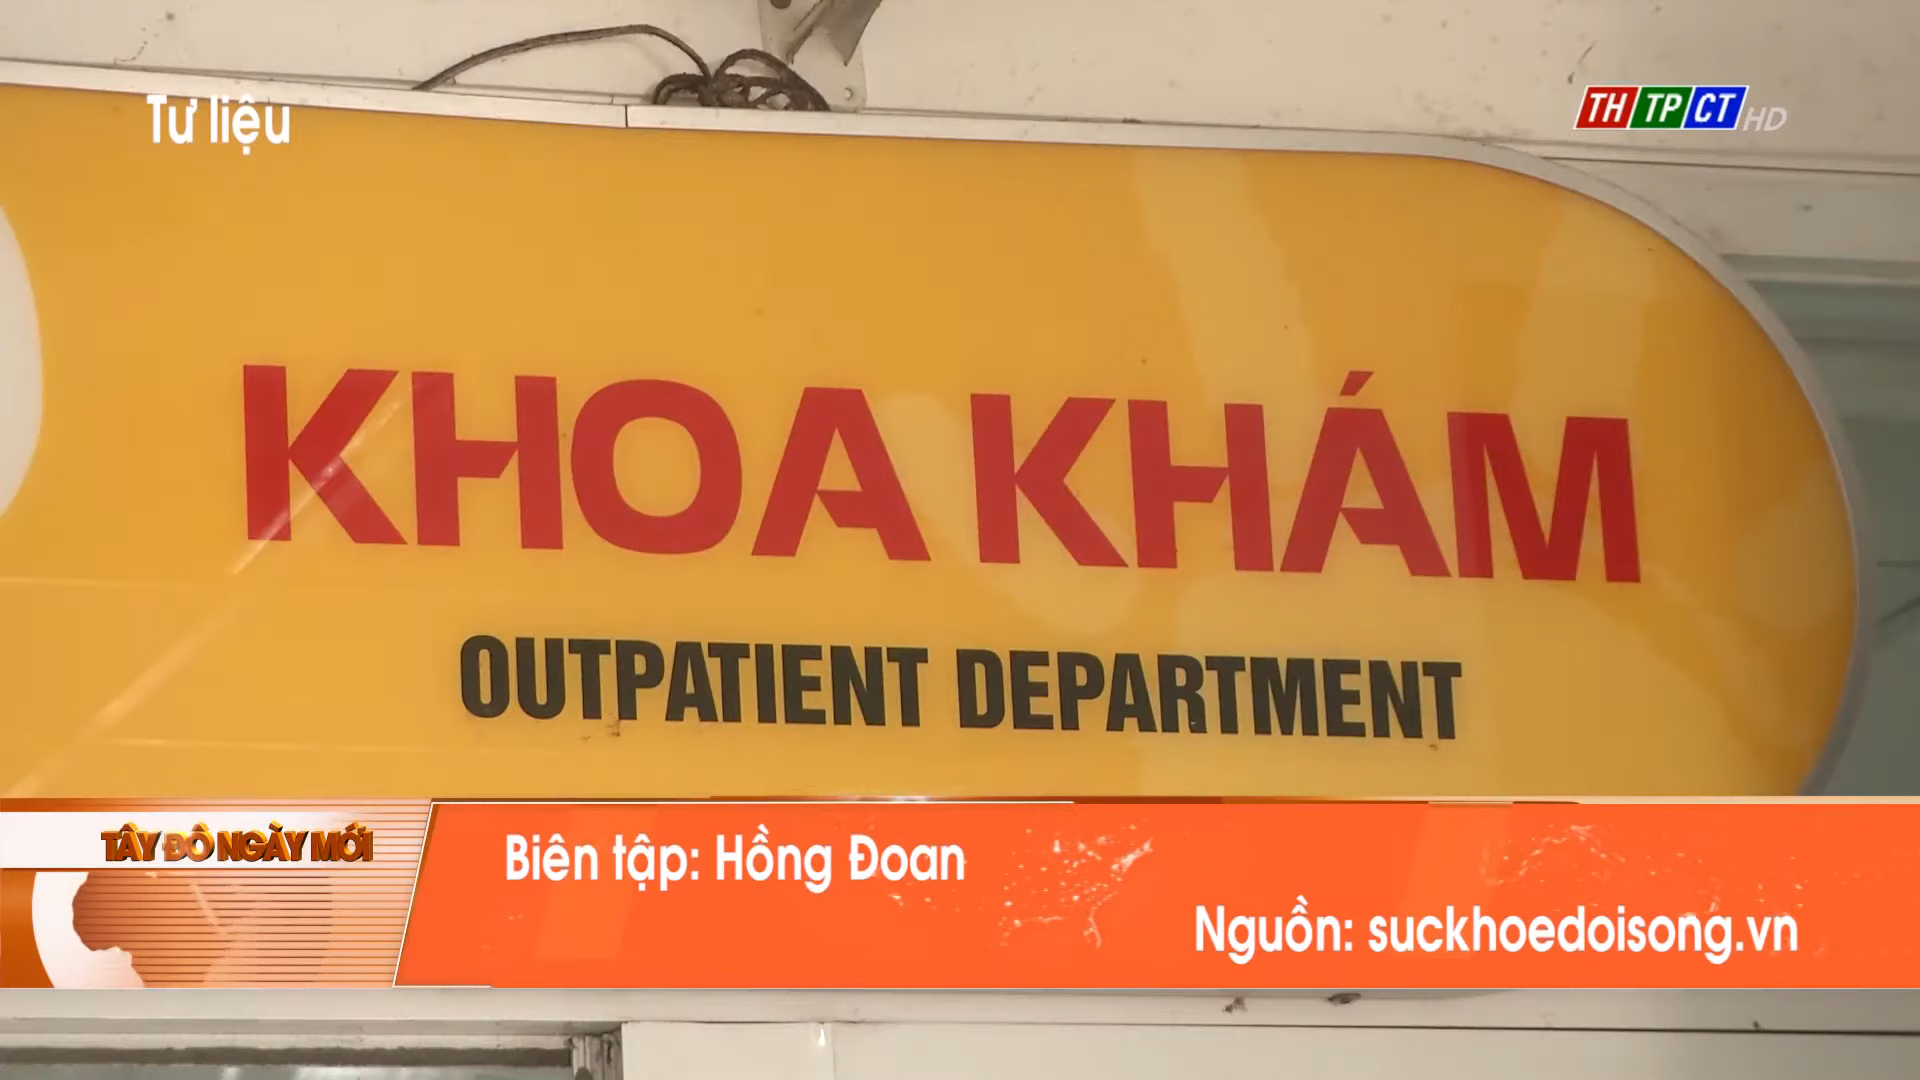 Tư liệu
THTPCT HD
KHOA KHÁM
OUTPATIENT DEPARTMENT
TÂY ĐÔ NGÀY MỚI
Biên tập: Hồng Đoan
Nguồn: suckhoedoisong.vn